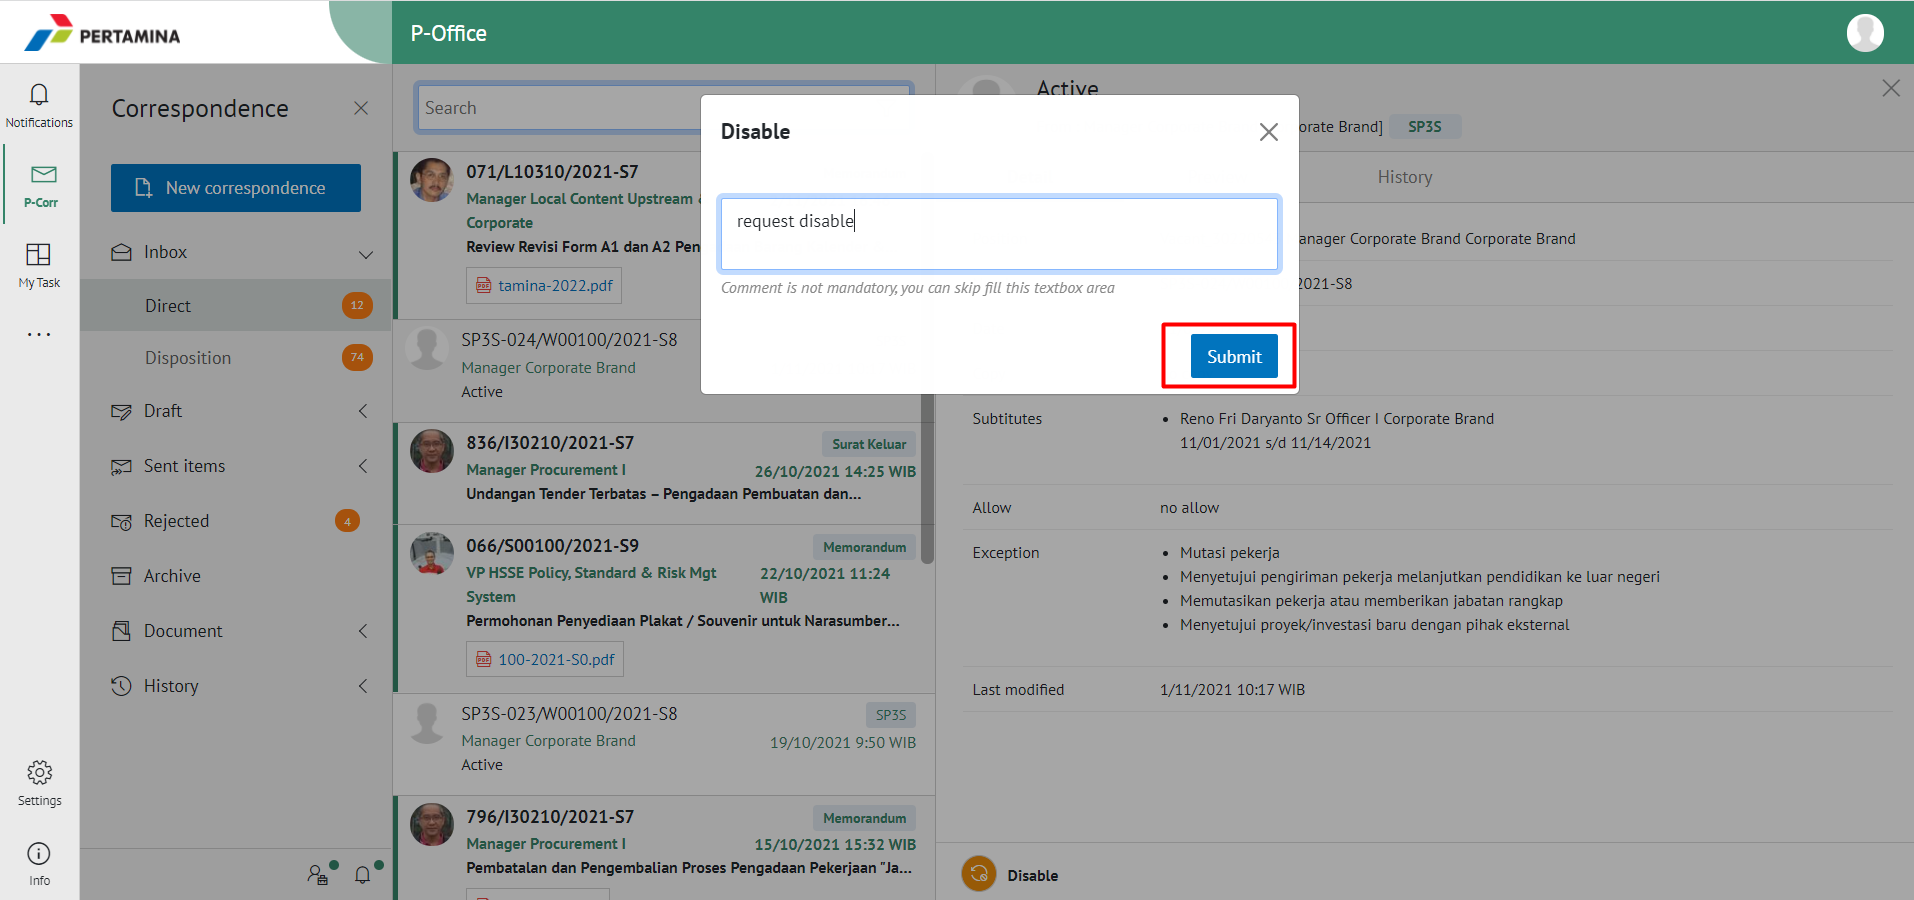 PERTAMINA
P-Office
Notifications
P-Corr
My Task
Settings
Info
Correspondence
New correspondence
Inbox
Direct
12
Disposition
74
Draft
Sent items
Rejected
4
Archive
Document
History
Search
071/L10310/2021-S7
Manager Local Content Upstream
Corporate
Review Revisi Form A1 dan A2 Pen
tamina-2022.pdf
SP3S-024/W00100/2021-S8
Manager Corporate Brand
Active
836/I30210/2021-S7
Surat Keluar
Manager Procurement I
26/10/2021 14:25 WIB
Undangan Tender Terbatas – Pengadaan Pembuatan dan...
066/S00100/2021-S9
Memorandum
VP HSSE Policy, Standard & Risk Mgt
System
22/10/2021 11:24
WIB
Permohonan Penyediaan Plakat / Souvenir untuk Narasumber...
100-2021-S0.pdf
SP3S-023/W00100/2021-S8
SP3S
Manager Corporate Brand
19/10/2021 9:50 WIB
Active
796/I30210/2021-S7
Memorandum
Manager Procurement I
15/10/2021 15:32 WIB
Pembatalan dan Pengembalian Proses Pengadaan Pekerjaan "Ja...
Disable
request disable
Comment is not mandatory, you can skip fill this textbox area
Submit
Active
orate Brand]
SP3S
History
anager Corporate Brand Corporate Brand
2021-S8
Subtitutes
• Reno Fri Daryanto Sr Officer I Corporate Brand
11/01/2021 s/d 11/14/2021
Allow
no allow
Exception
• Mutasi pekerja
• Menyetujui pengiriman pekerja melanjutkan pendidikan ke luar negeri
• Memutasikan pekerja atau memberikan jabatan rangkap
• Menyetujui proyek/investasi baru dengan pihak eksternal
Last modified
1/11/2021 10:17 WIB
Disable